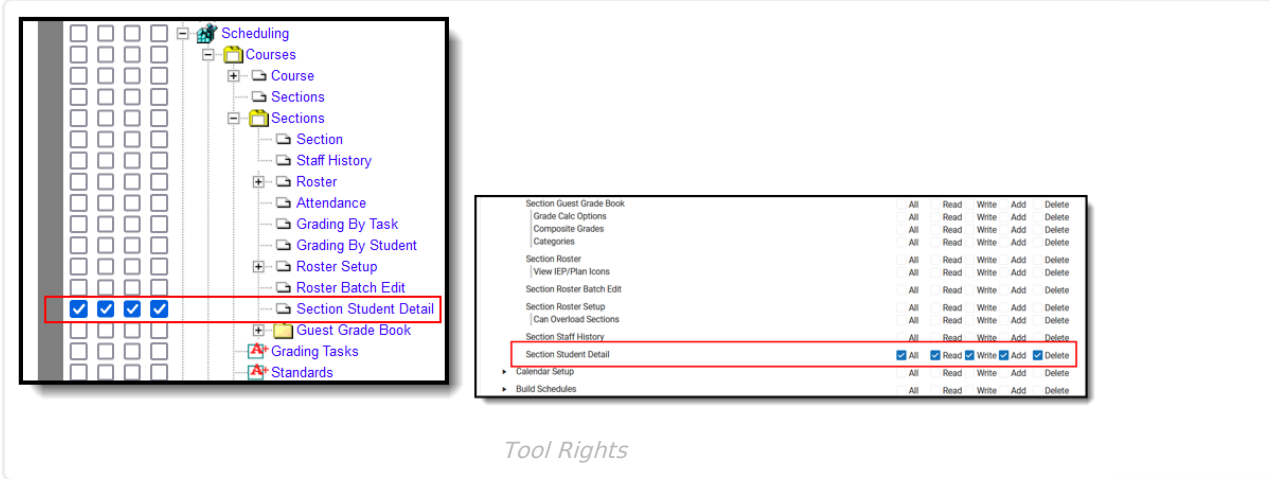 Scheduling
Courses
Course
Sections
Sections
Section
Staff History
Roster
Attendance
Grading By Task
Grading By Student
Roster Setup
Roster Batch Edit
Section Student Detail
Guest Grade Book
A+ Grading Tasks
A+ Standards
Section Guest Grade Book All Read Write Add Delete
Grade Calc Options All Read Write Add Delete
Composite Grades All Read Write Add Delete
Categories All Read Write Add Delete
Section Roster All Read Write Add Delete
View IEP/Plan Icons All Read Write Add Delete
Section Roster Batch Edit All Read Write Add Delete
Section Roster Setup All Read Write Add Delete
Can Overload Sections All Read Write Add Delete
Section Staff History All Read Write Add Delete
Section Student Detail All Read Write Add Delete
Calendar Setup All Read Write Add Delete
Build Schedules All Read Write Add Delete
Tool Rights